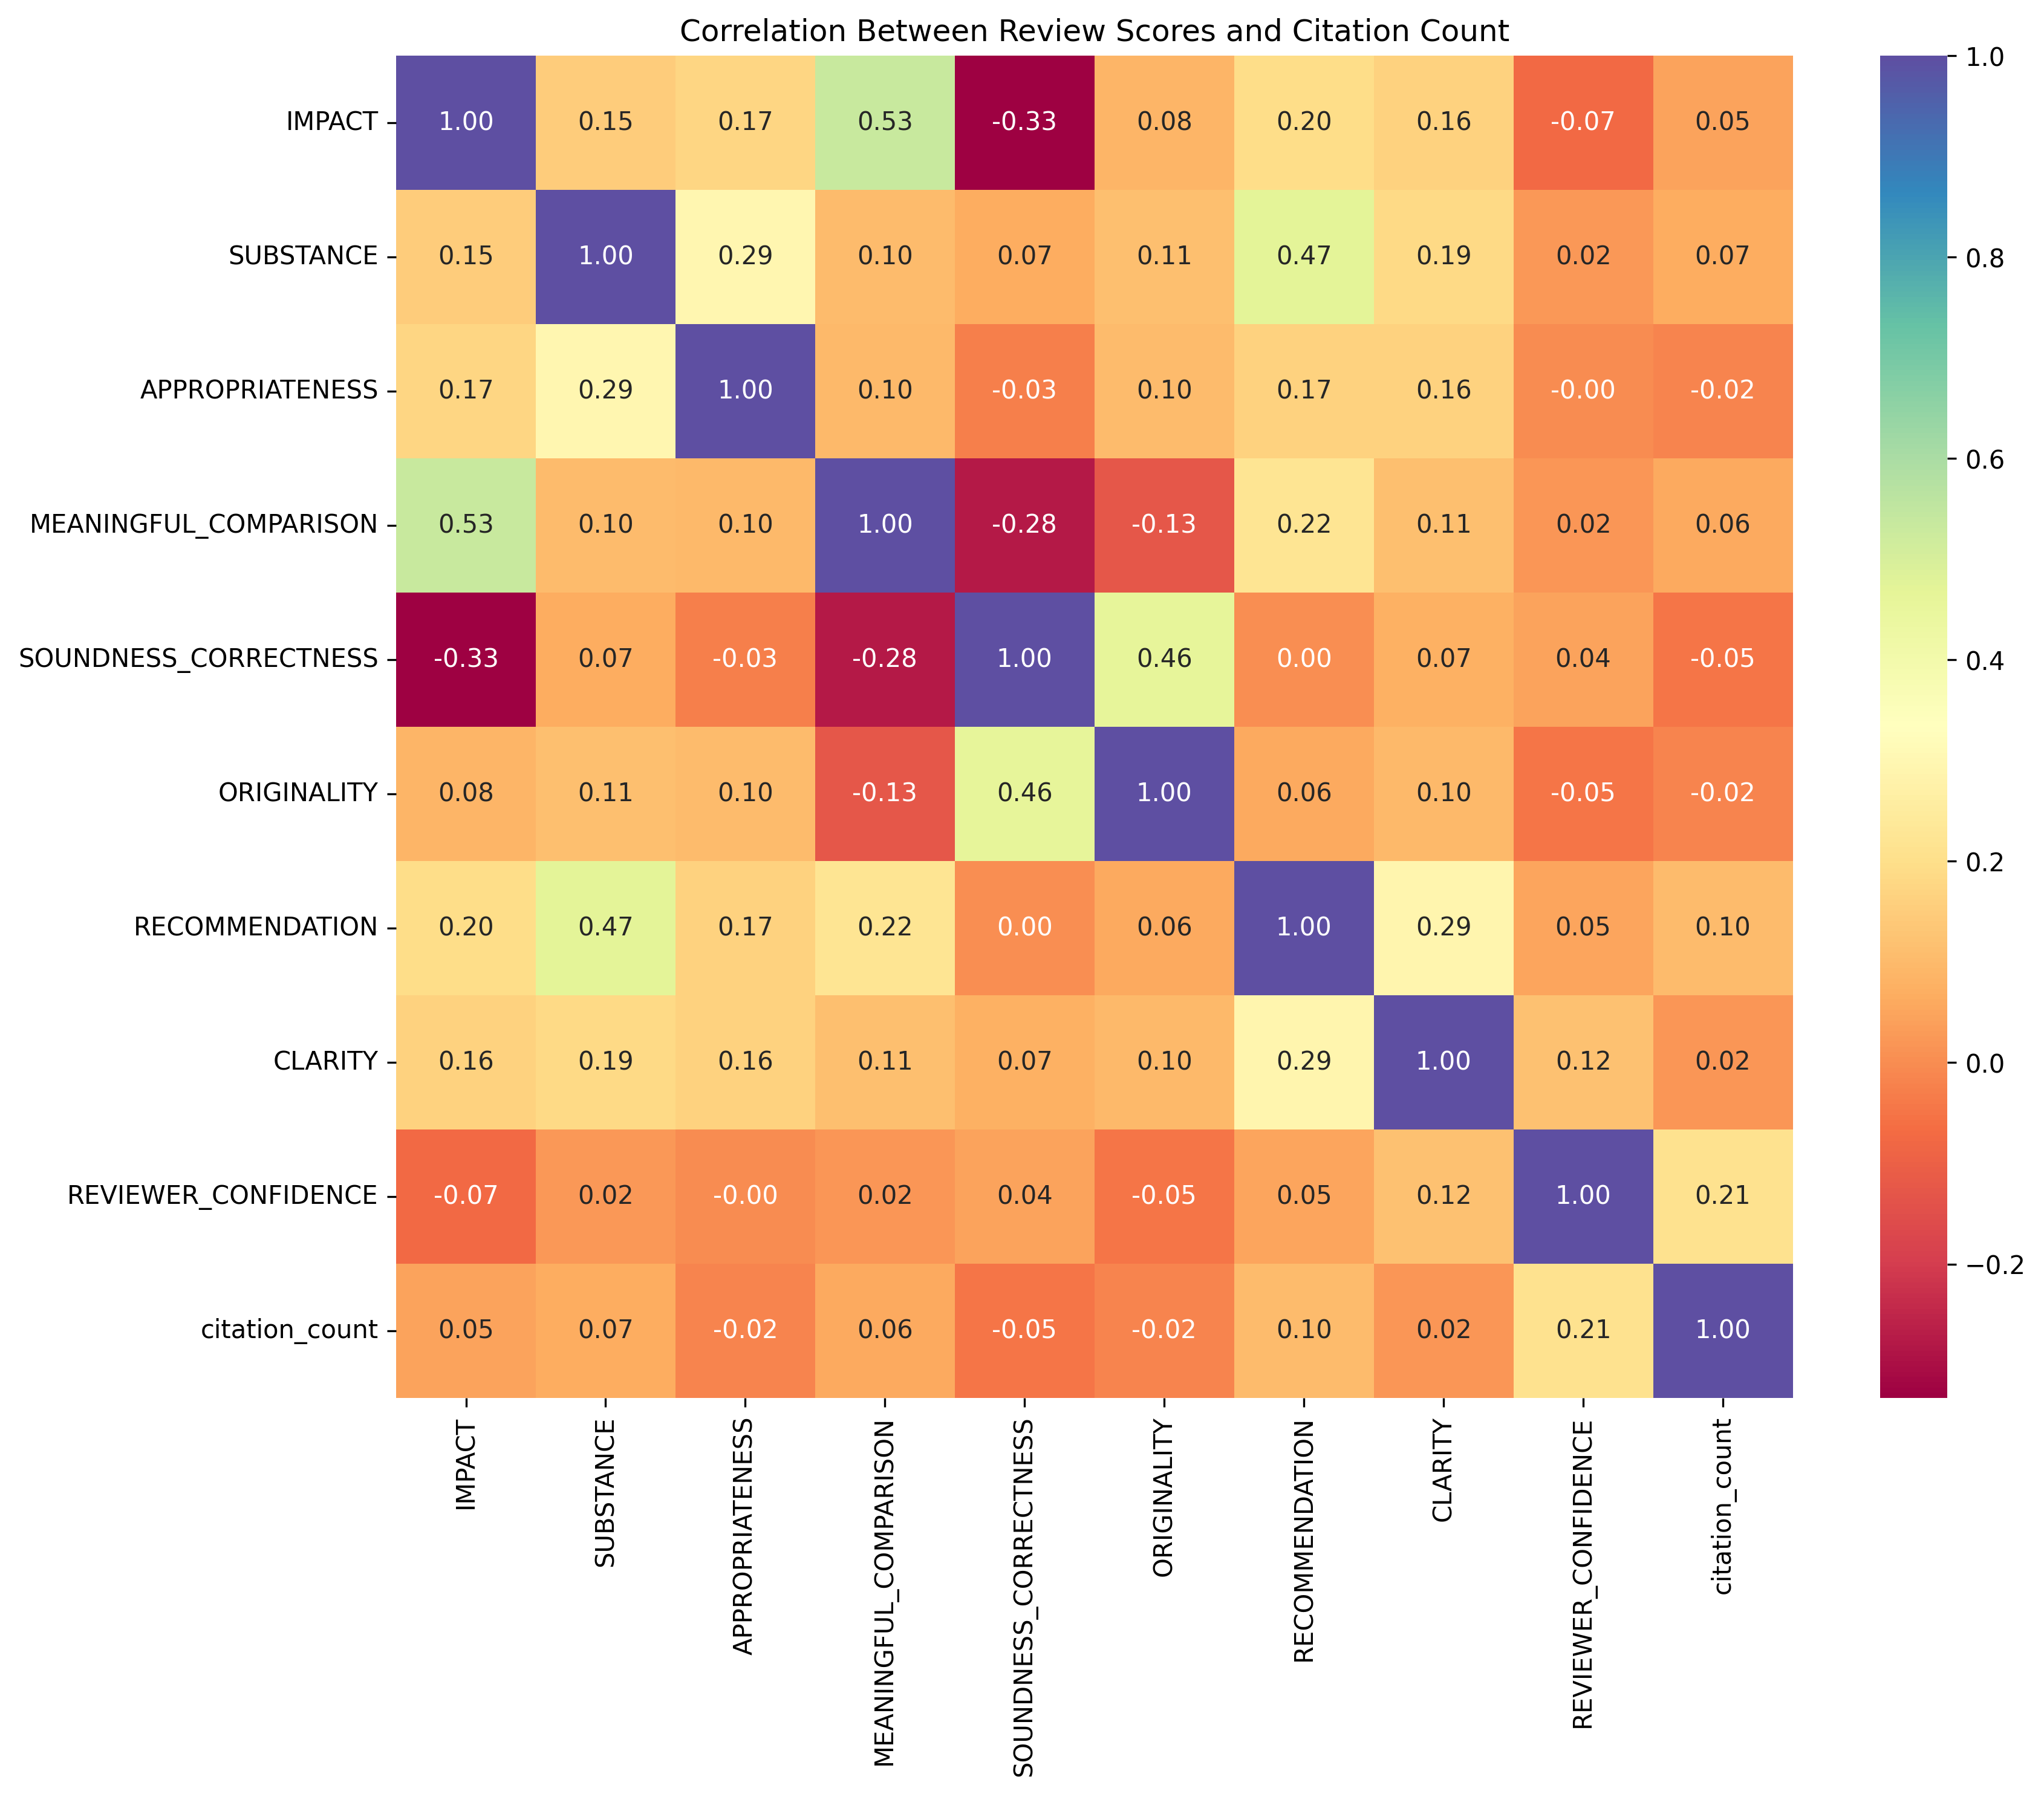 Correlation Between Review Scores and Citation Count
IMPACT 1.00 0.15 0.17 0.53 -0.33 0.08 0.20 0.16 -0.07 0.05
SUBSTANCE 0.15 1.00 0.29 0.10 0.07 0.11 0.47 0.19 0.02 0.07
APPROPRIATENESS 0.17 0.29 1.00 0.10 -0.03 0.10 0.17 0.16 -0.00 -0.02
MEANINGFUL_COMPARISON 0.53 0.10 0.10 1.00 -0.28 -0.13 0.22 0.11 0.02 0.06
SOUNDNESS_CORRECTNESS -0.33 0.07 -0.03 -0.28 1.00 0.46 0.00 0.07 0.04 -0.05
ORIGINALITY 0.08 0.11 0.10 -0.13 0.46 1.00 0.06 0.10 -0.05 -0.02
RECOMMENDATION 0.20 0.47 0.17 0.22 0.00 0.06 1.00 0.29 0.05 0.10
CLARITY 0.16 0.19 0.16 0.11 0.07 0.10 0.29 1.00 0.12 0.02
REVIEWER_CONFIDENCE -0.07 0.02 -0.00 0.02 0.04 -0.05 0.05 0.12 1.00 0.21
citation_count 0.05 0.07 -0.02 0.06 -0.05 -0.02 0.10 0.02 0.21 1.00
IMPACT
SUBSTANCE
APPROPRIATENESS
MEANINGFUL_COMPARISON
SOUNDNESS_CORRECTNESS
ORIGINALITY
RECOMMENDATION
CLARITY
REVIEWER_CONFIDENCE
citation_count
1.0
0.8
0.6
0.4
0.2
0.0
−0.2